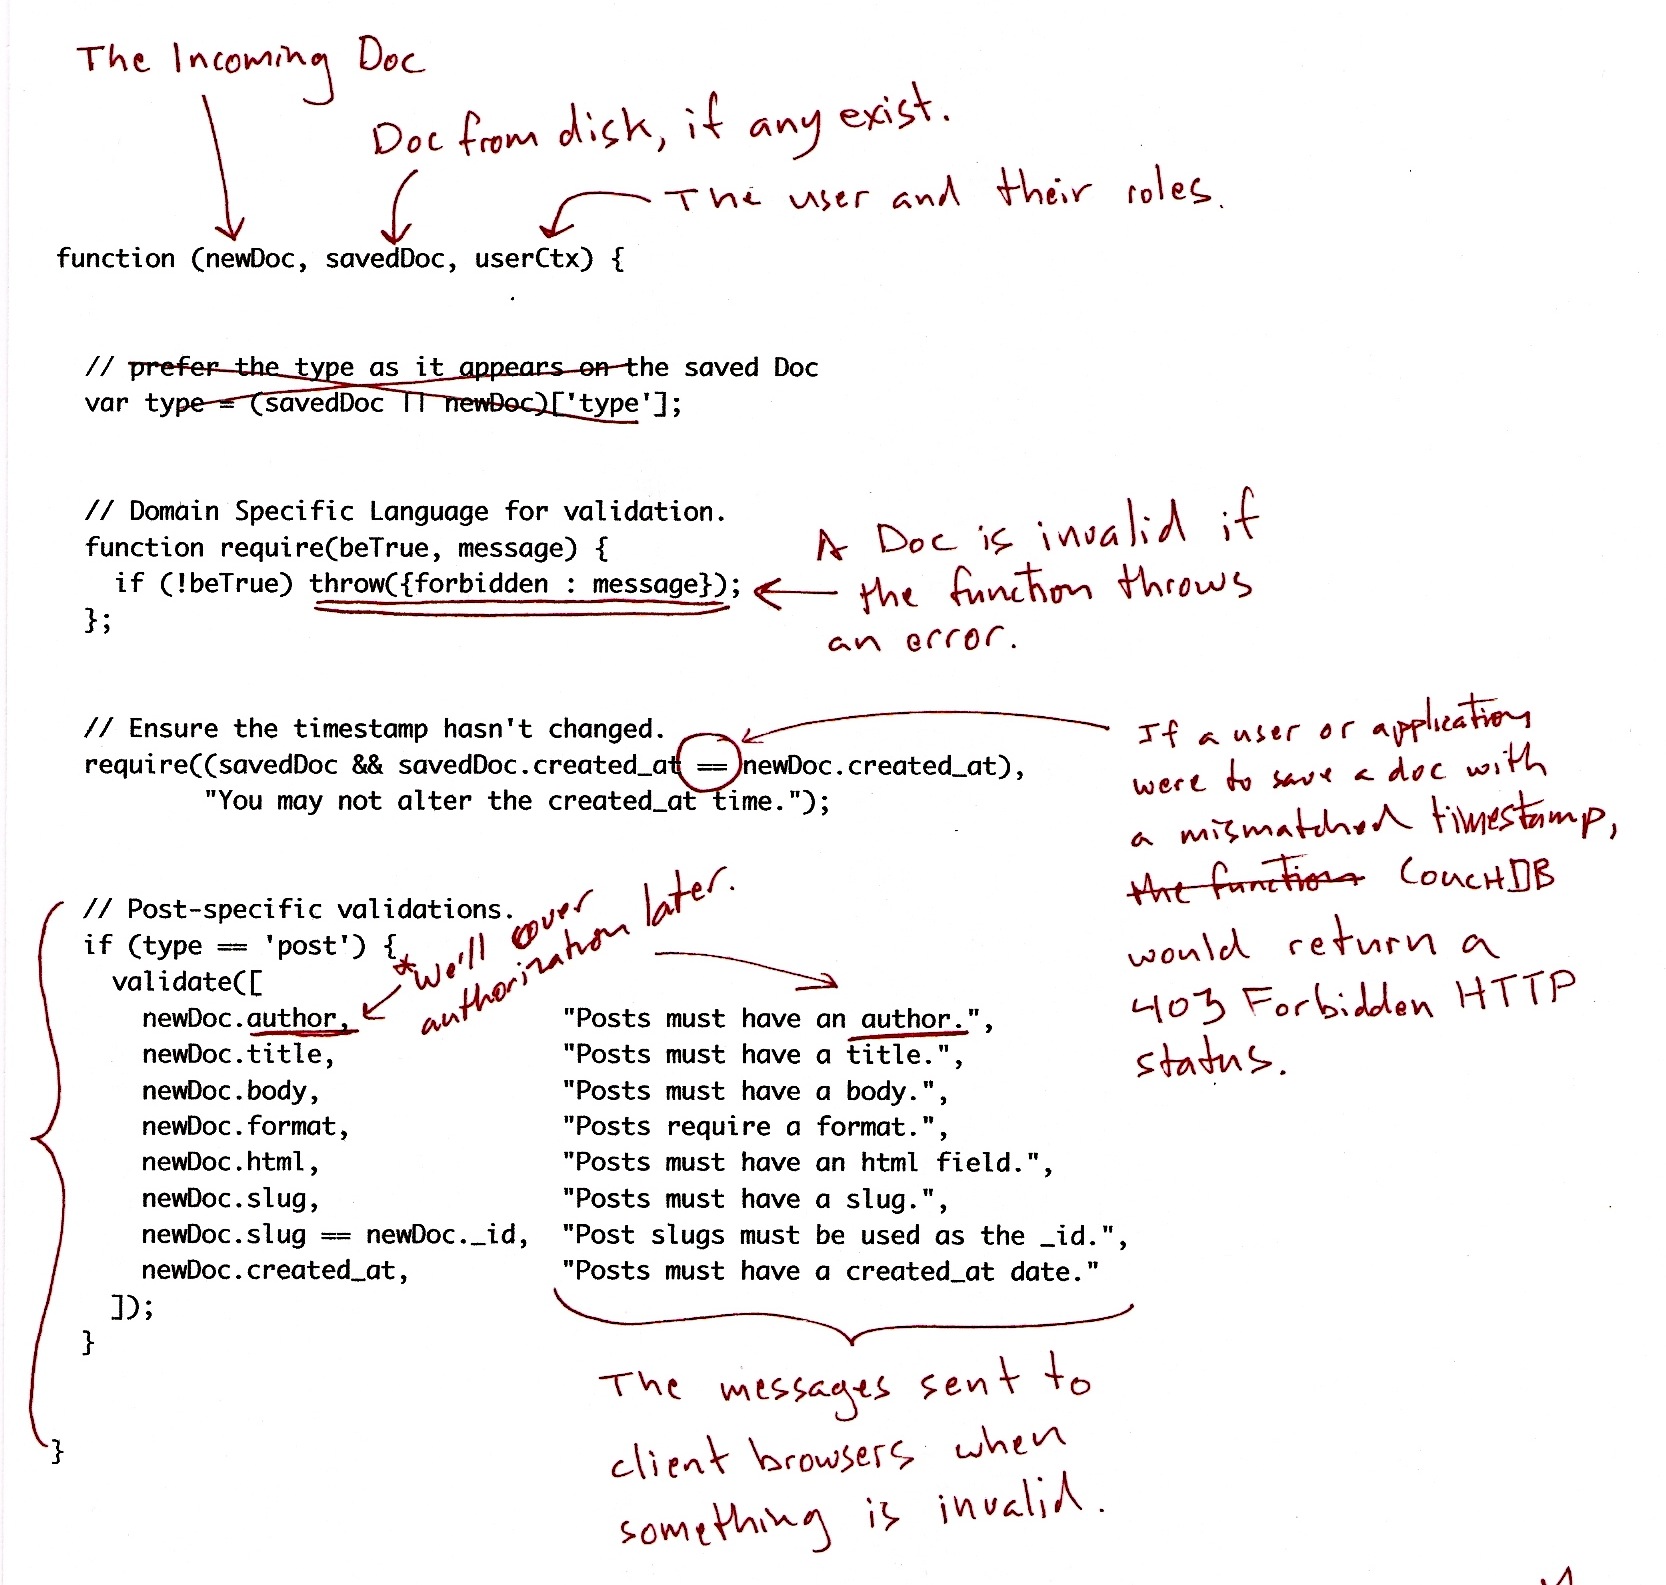 The Incoming Doc
Doc from disk, if any exist.
The user and their roles.
function (newDoc, savedDoc, userCtx) {
// prefer the type as it appears on the saved Doc
var type = (savedDoc || newDoc)['type'];
// Domain Specific Language for validation.
function require(beTrue, message) {
if (!beTrue) throw({forbidden : message});
};
A Doc is invalid if
the function throws
an error.
// Ensure the timestamp hasn't changed.
require((savedDoc && savedDoc.created_at == newDoc.created_at),
"You may not alter the created_at time.");
If a user or application
were to save a doc with
a mismatched timestamp,
the function CouchDB
would return a
403 Forbidden HTTP
status.
// Post-specific validations.
if (type == 'post') {
*We'll cover
authorization later.
validate([
newDoc.author, "Posts must have an author.",
newDoc.title, "Posts must have a title.",
newDoc.body, "Posts must have a body.",
newDoc.format, "Posts require a format.",
newDoc.html, "Posts must have an html field.",
newDoc.slug, "Posts must have a slug.",
newDoc.slug == newDoc._id, "Post slugs must be used as the _id.",
newDoc.created_at, "Posts must have a created_at date."
]);
}
}
The messages sent to
client browsers when
something is invalid.